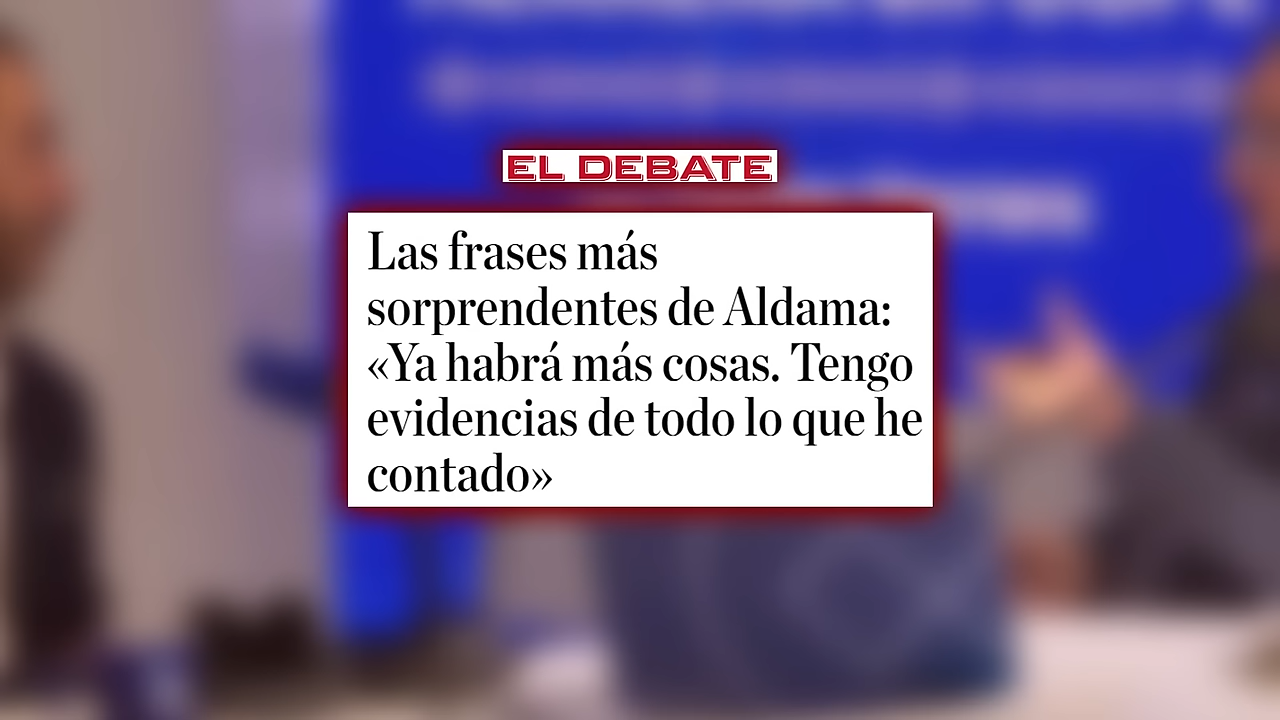 EL DEBATE
Las frases más
sorprendentes de Aldama:
«Ya habrá más cosas. Tengo
evidencias de todo lo que he
contado»